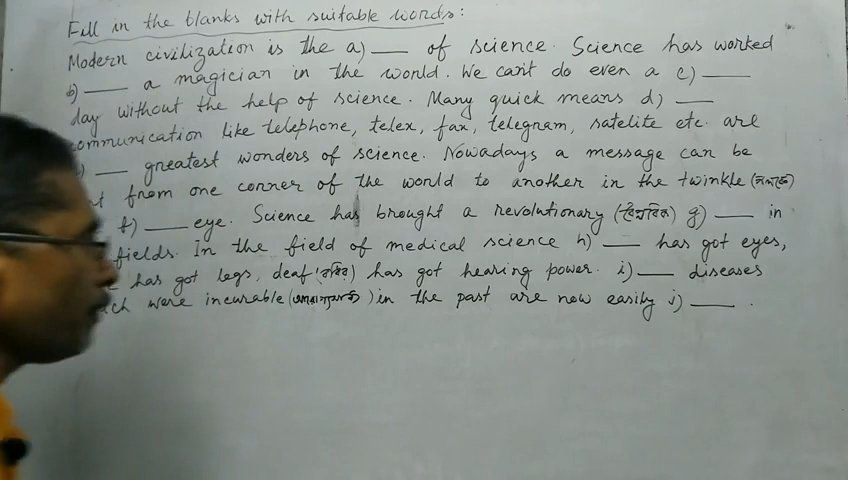 Fill in the blanks with suitable words:
Modern civilization is the a) ___ of science. Science has worked
b) ___ a magician in the world. We can't do even a c) ___
day without the help of science. Many quick means d) ___
communication like telephone, telex, fax, telegram, satelite etc. are
___ greatest wonders of science. Nowadays a message can be
from one corner of the world to another in the twinkle
f) ___ eye. Science has brought a revolutionary (বৈপ্লবিক) g) ___ in
fields. In the field of medical science h) ___ has got eyes,
has got legs, deaf (বধির) has got hearing power. i) ___ diseases
were incurable in the past are now easily j) ___ .